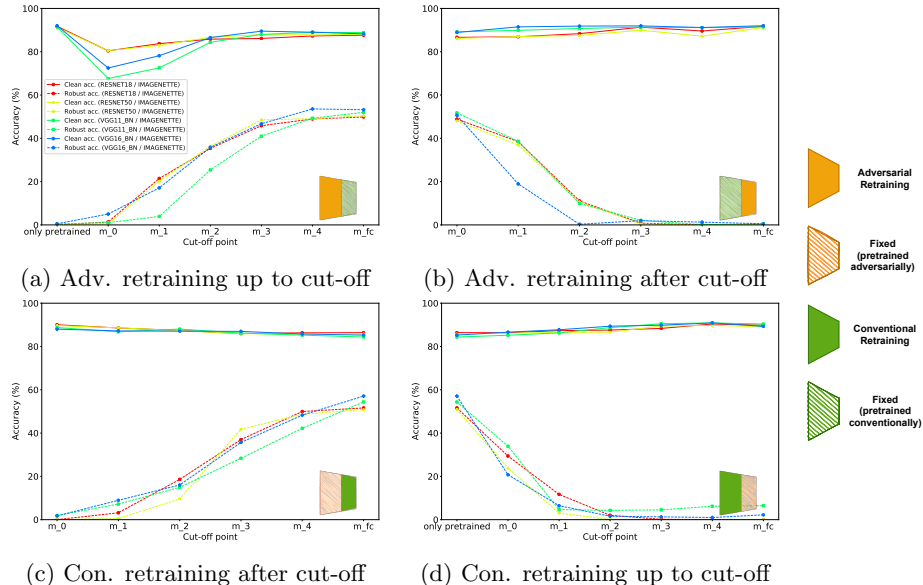 100
80
60
40
20
0
Accuracy (%)
Clean acc. (RESNET18 / IMAGENETTE)
Robust acc. (RESNET18 / IMAGENETTE)
Clean acc. (RESNET50 / IMAGENETTE)
Robust acc. (RESNET50 / IMAGENETTE)
Clean acc. (VGG11_BN / IMAGENETTE)
Robust acc. (VGG11_BN / IMAGENETTE)
Clean acc. (VGG16_BN / IMAGENETTE)
Robust acc. (VGG16_BN / IMAGENETTE)
only pretrained m_0 m_1 m_2 m_3 m_4 m_fc
Cut-off point
(a) Adv. retraining up to cut-off
100
80
60
40
20
0
Accuracy (%)
m_0 m_1 m_2 m_3 m_4 m_fc
Cut-off point
(b) Adv. retraining after cut-off
100
80
60
40
20
0
Accuracy (%)
m_0 m_1 m_2 m_3 m_4 m_fc
Cut-off point
(c) Con. retraining after cut-off
100
80
60
40
20
0
Accuracy (%)
only pretrained m_0 m_1 m_2 m_3 m_4 m_fc
Cut-off point
(d) Con. retraining up to cut-off
Adversarial
Retraining
Fixed
(pretrained
adversarially)
Conventional
Retraining
Fixed
(pretrained
conventionally)